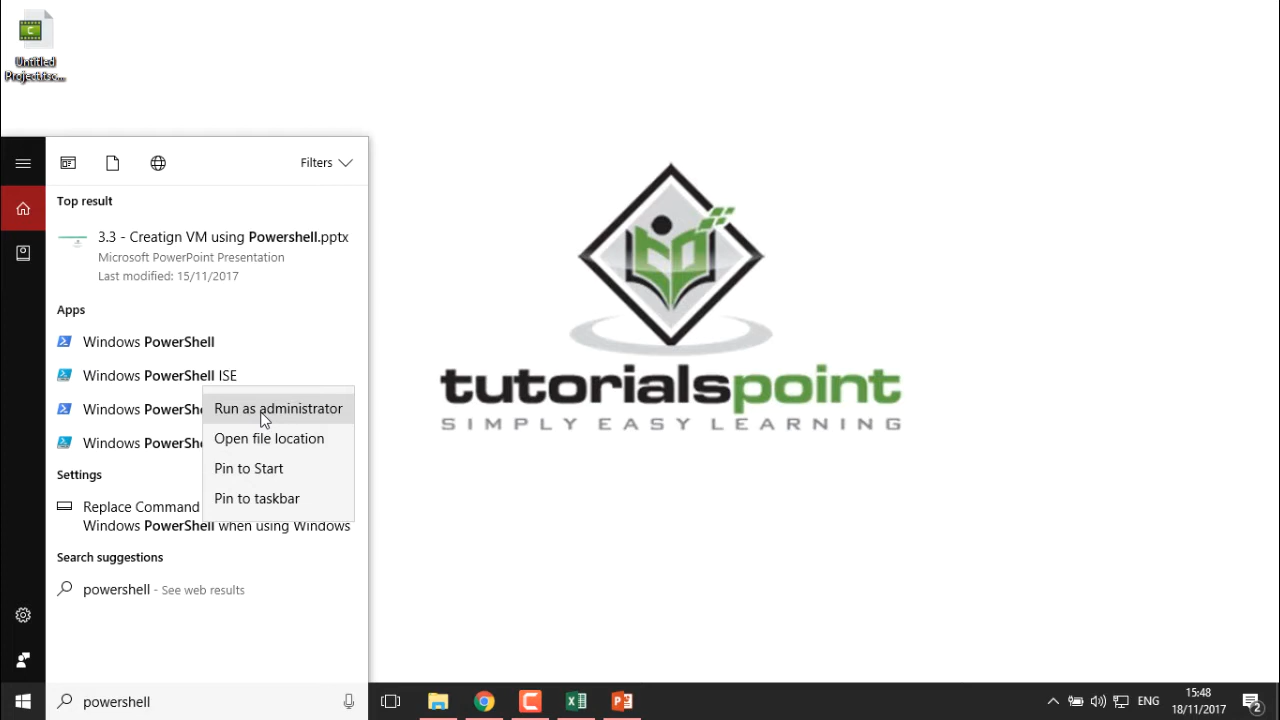 Untitled
Project.tsc...
Filters
Top result
3.3 - Creatign VM using Powershell.pptx
Microsoft PowerPoint Presentation
Last modified: 15/11/2017
Apps
Windows PowerShell
Windows PowerShell ISE
Windows PowerShe
Windows PowerShe
Run as administrator
Open file location
Pin to Start
Pin to taskbar
Settings
Replace Command
Windows PowerShell when using Windows
Search suggestions
powershell - See web results
powershell
tutorialspoint
SIMPLY EASY LEARNING
ENG
15:48
18/11/2017
2